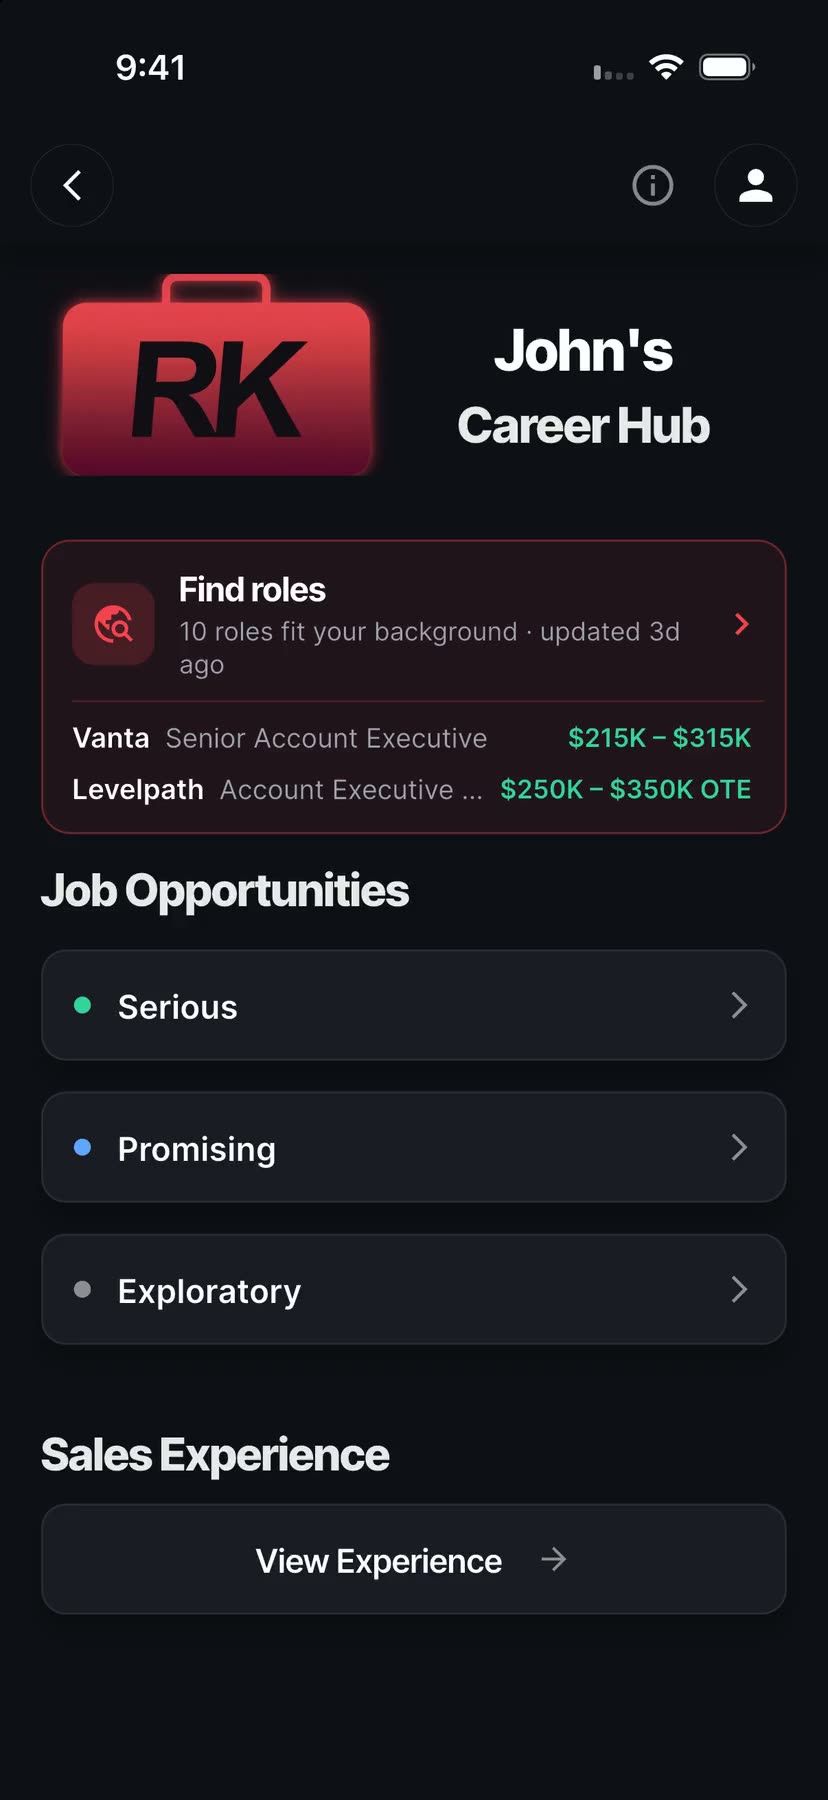 9:41
RK
John's
Career Hub
Find roles
10 roles fit your background · updated 3d
ago
Vanta Senior Account Executive $215K – $315K
Levelpath Account Executive ... $250K – $350K OTE
Job Opportunities
Serious
Promising
Exploratory
Sales Experience
View Experience →